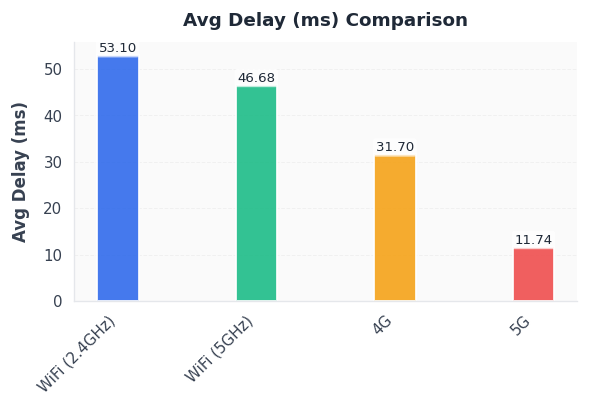 Avg Delay (ms) Comparison
Avg Delay (ms)
50
40
30
20
10
0
53.10
46.68
31.70
11.74
WiFi (2.4GHz)
WiFi (5GHz)
4G
5G